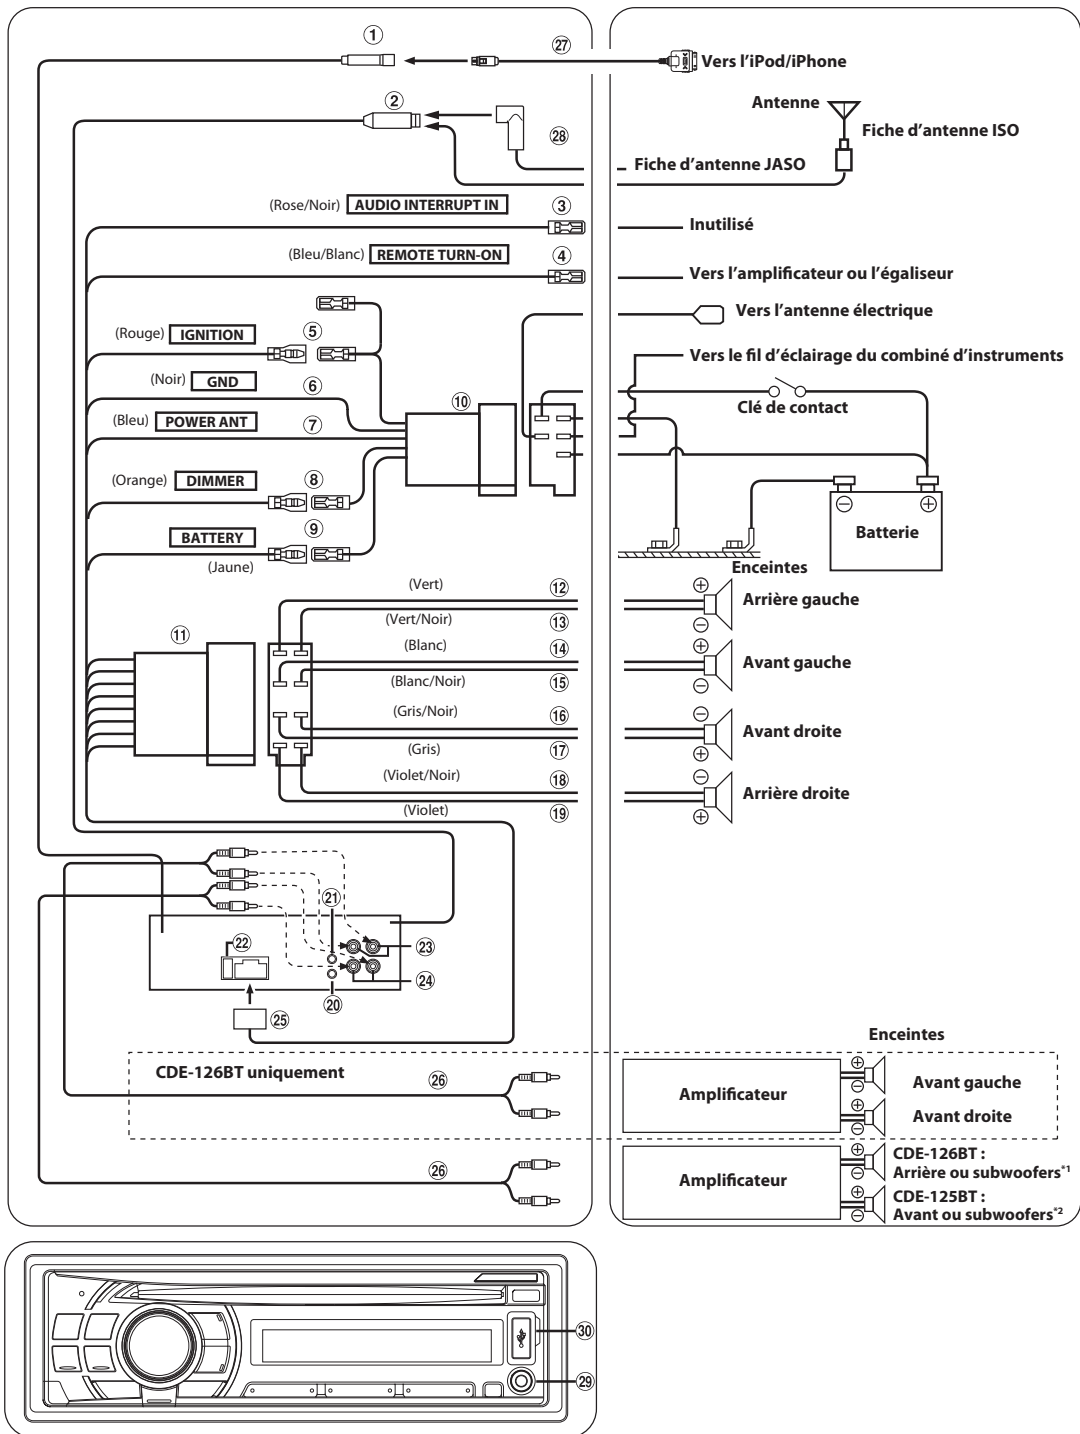 ①
㉗
Vers l'iPod/iPhone
②
Antenne
Fiche d'antenne ISO
㉘
Fiche d'antenne JASO
(Rose/Noir) AUDIO INTERRUPT IN
③
Inutilisé
(Bleu/Blanc) REMOTE TURN-ON
④
Vers l'amplificateur ou l'égaliseur
Vers l'antenne électrique
(Rouge) IGNITION
⑤
Vers le fil d'éclairage du combiné d'instruments
(Noir) GND
⑥
⑩
Clé de contact
(Bleu) POWER ANT
⑦
(Orange) DIMMER
⑧
⊖ ⊕
Batterie
BATTERY
⑨
(Jaune)
Enceintes
(Vert)
⑫
⊕
Arrière gauche
(Vert/Noir)
⑬
⊖
⑪
(Blanc)
⑭
⊕
Avant gauche
(Blanc/Noir)
⑮
⊖
(Gris/Noir)
⑯
⊖
Avant droite
(Gris)
⑰
⊕
(Violet/Noir)
⑱
⊖
Arrière droite
(Violet)
⑲
⊕
㉑
㉒
㉓
㉔
⑳
㉕
Enceintes
CDE-126BT uniquement
㉖
Amplificateur
⊕
⊖
Avant gauche
⊕
⊖
Avant droite
㉖
Amplificateur
⊕
⊖
CDE-126BT :
Arrière ou subwoofers*1
⊕
⊖
CDE-125BT :
Avant ou subwoofers*2
㉚
㉙